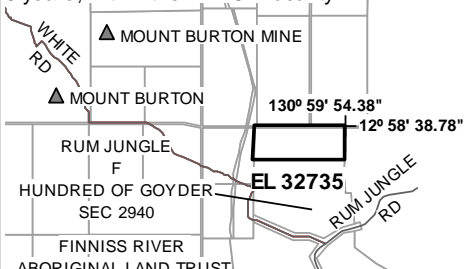 WHITE
RD
MOUNT BURTON MINE
MOUNT BURTON
130º 59' 54.38"
12º 58' 38.78"
RUM JUNGLE
F
HUNDRED OF GOYDER
SEC 2940
EL 32735
RUM JUNGLE
RD
FINNISS RIVER
ABORIGINAL LAND TRUST